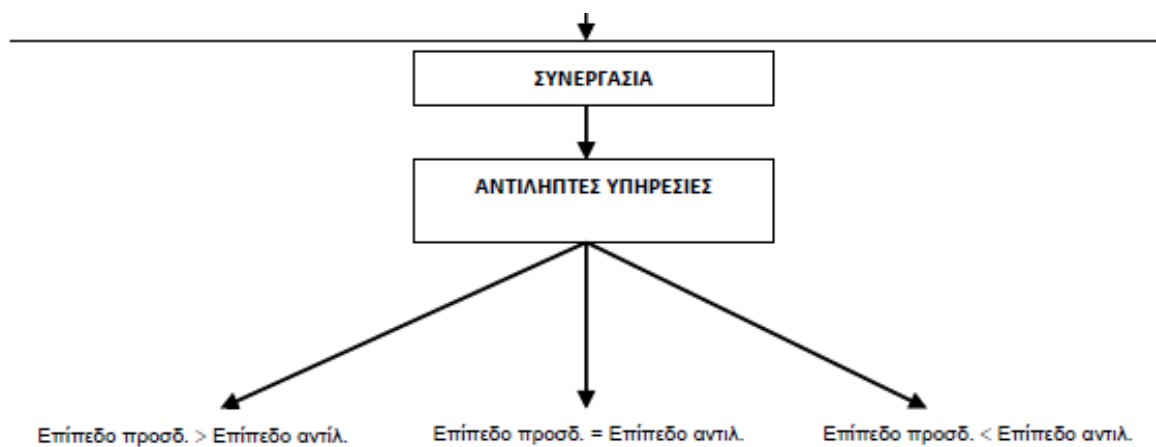 ΣΥΝΕΡΓΑΣΙΑ
ΑΝΤΙΛΗΠΤΕΣ ΥΠΗΡΕΣΙΕΣ
Επίπεδο προσδ. > Επίπεδο αντίλ.
Επίπεδο προσδ. = Επίπεδο αντιλ.
Επίπεδο προσδ. < Επίπεδο αντιλ.